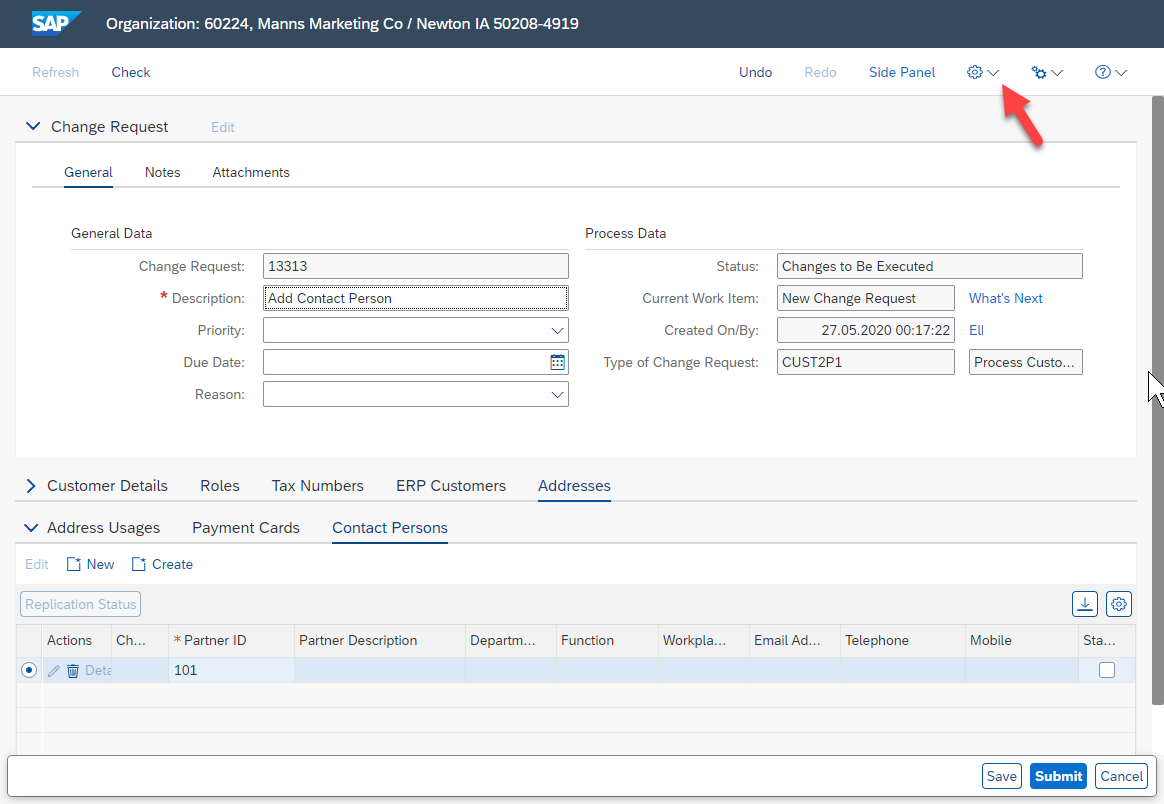 SAP Organization: 60224, Manns Marketing Co / Newton IA 50208-4919
Refresh Check Undo Redo Side Panel
Change Request Edit
General Notes Attachments
General Data Process Data
Change Request: 13313 Status: Changes to Be Executed
* Description: Add Contact Person Current Work Item: New Change Request What's Next
Priority: Created On/By: 27.05.2020 00:17:22 Ell
Due Date: Type of Change Request: CUST2P1 Process Custo...
Reason:
Customer Details Roles Tax Numbers ERP Customers Addresses
Address Usages Payment Cards Contact Persons
Edit New Create
Replication Status
Actions Ch... * Partner ID Partner Description Departm... Function Workpla... Email Ad... Telephone Mobile Sta...
Deta 101
Save Submit Cancel